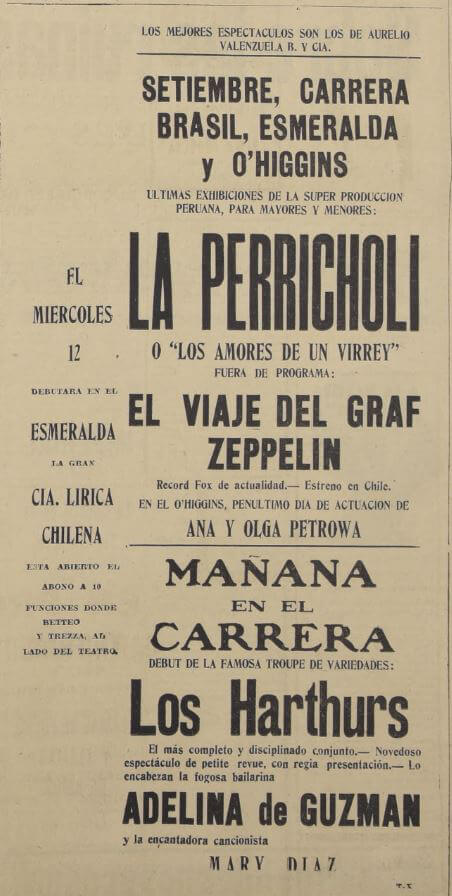 LOS MEJORES ESPECTACULOS SON LOS DE AURELIO
VALENZUELA B. Y CIA.
SETIEMBRE, CARRERA
BRASIL, ESMERALDA
y O'HIGGINS
ULTIMAS EXHIBICIONES DE LA SUPER PRODUCCION
PERUANA, PARA MAYORES Y MENORES:
LA PERRICHOLI
O "LOS AMORES DE UN VIRREY"
FUERA DE PROGRAMA:
EL VIAJE DEL GRAF
ZEPPELIN
Record Fox de actualidad.— Estreno en Chile.
EN EL O'HIGGINS, PENULTIMO DIA DE ACTUACION DE
ANA Y OLGA PETROWA
MAÑANA
EN EL
CARRERA
DEBUT DE LA FAMOSA TROUPE DE VARIEDADES:
Los Harthurs
El más completo y disciplinado conjunto.— Novedoso
espectáculo de petite revue, con regia presentación.— Lo
encabezan la fogosa bailarina
ADELINA de GUZMAN
y la encantadora cancionista
MARY DIAZ
T. X
EL
MIERCOLES
12
DEBUTARA EN EL
ESMERALDA
LA GRAN
CIA. LIRICA
CHILENA
ESTA ABIERTO EL
ABONO A 10
FUNCIONES DONDE
BETTEO
Y TREZZA, AL
LADO DEL TEATRO.